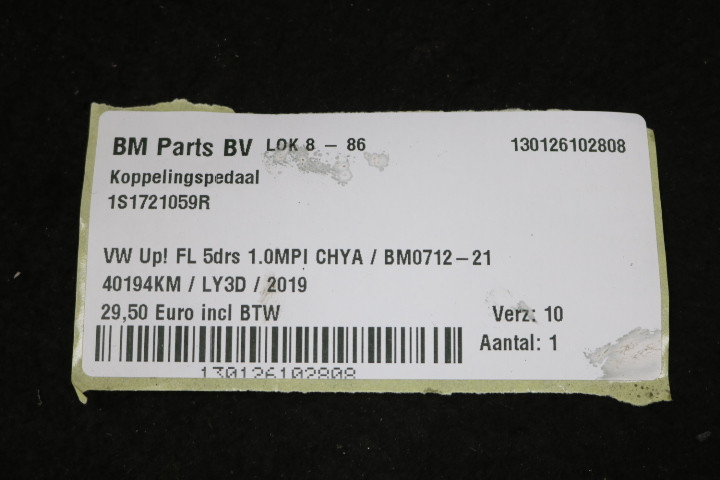 BM Parts BV LOK 8 – 86 130126102808
Koppelingspedaal
1S1721059R
VW Up! FL 5drs 1.0MPI CHYA / BM0712–21
40194KM / LY3D / 2019
29,50 Euro incl BTW Verz: 10
Aantal: 1
130126102808